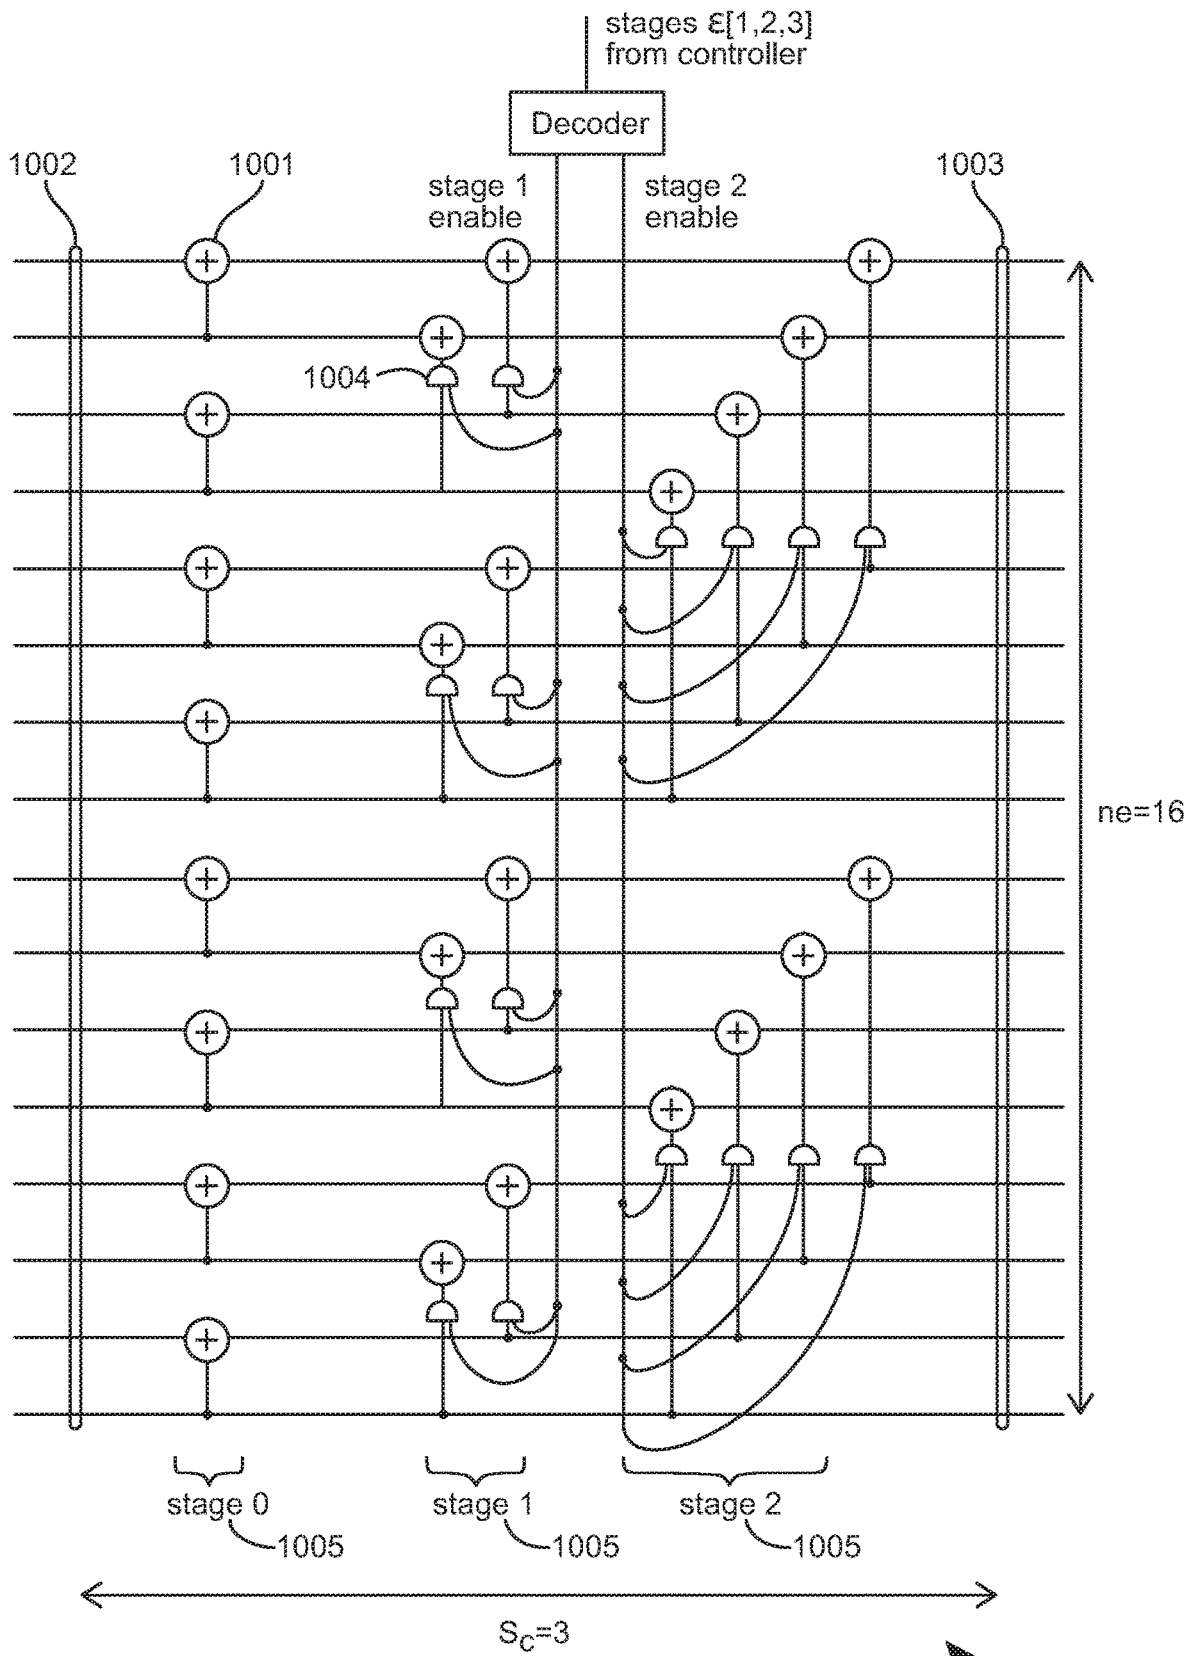 stages ε[1,2,3]
from controller
Decoder
1002
1001
stage 1
enable
stage 2
enable
1003
1004
ne=16
stage 0
stage 1
stage 2
1005
1005
1005
S_C=3